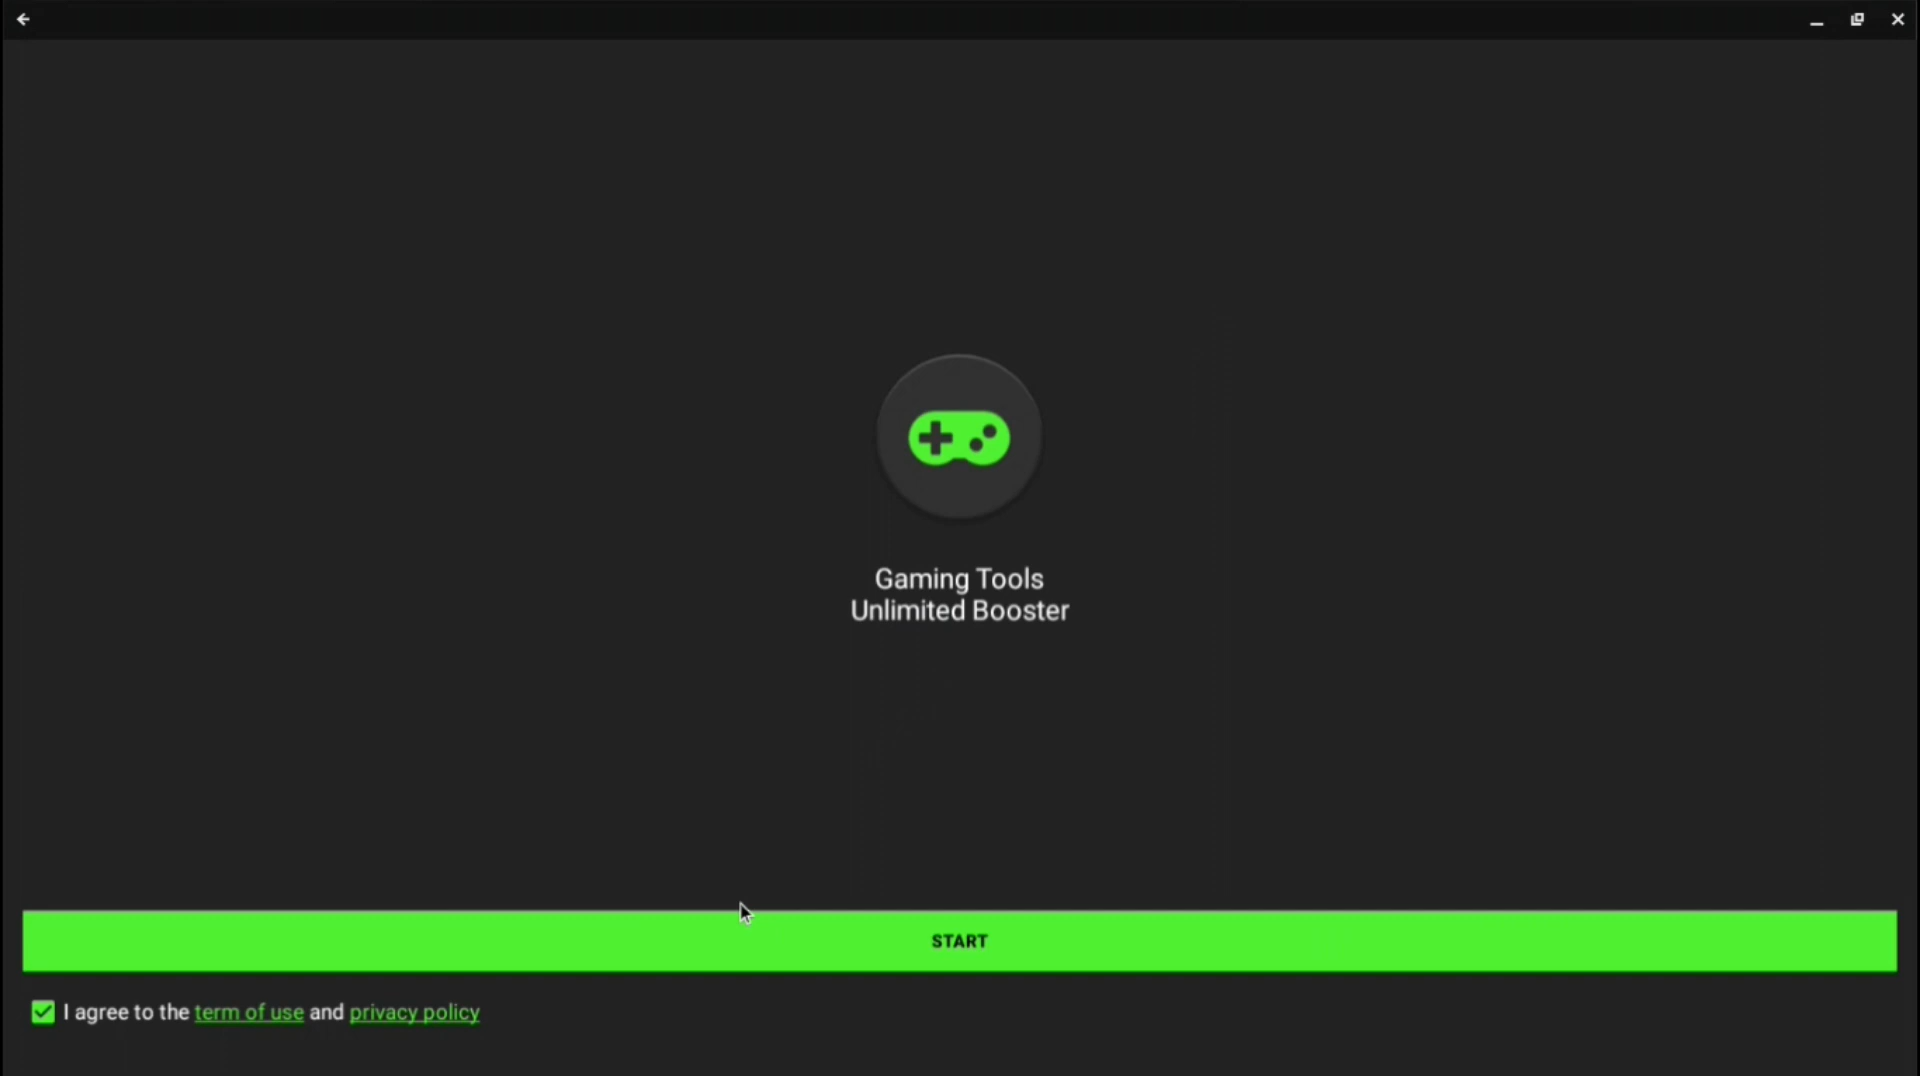 Gaming Tools
Unlimited Booster
START
I agree to the term of use and privacy policy